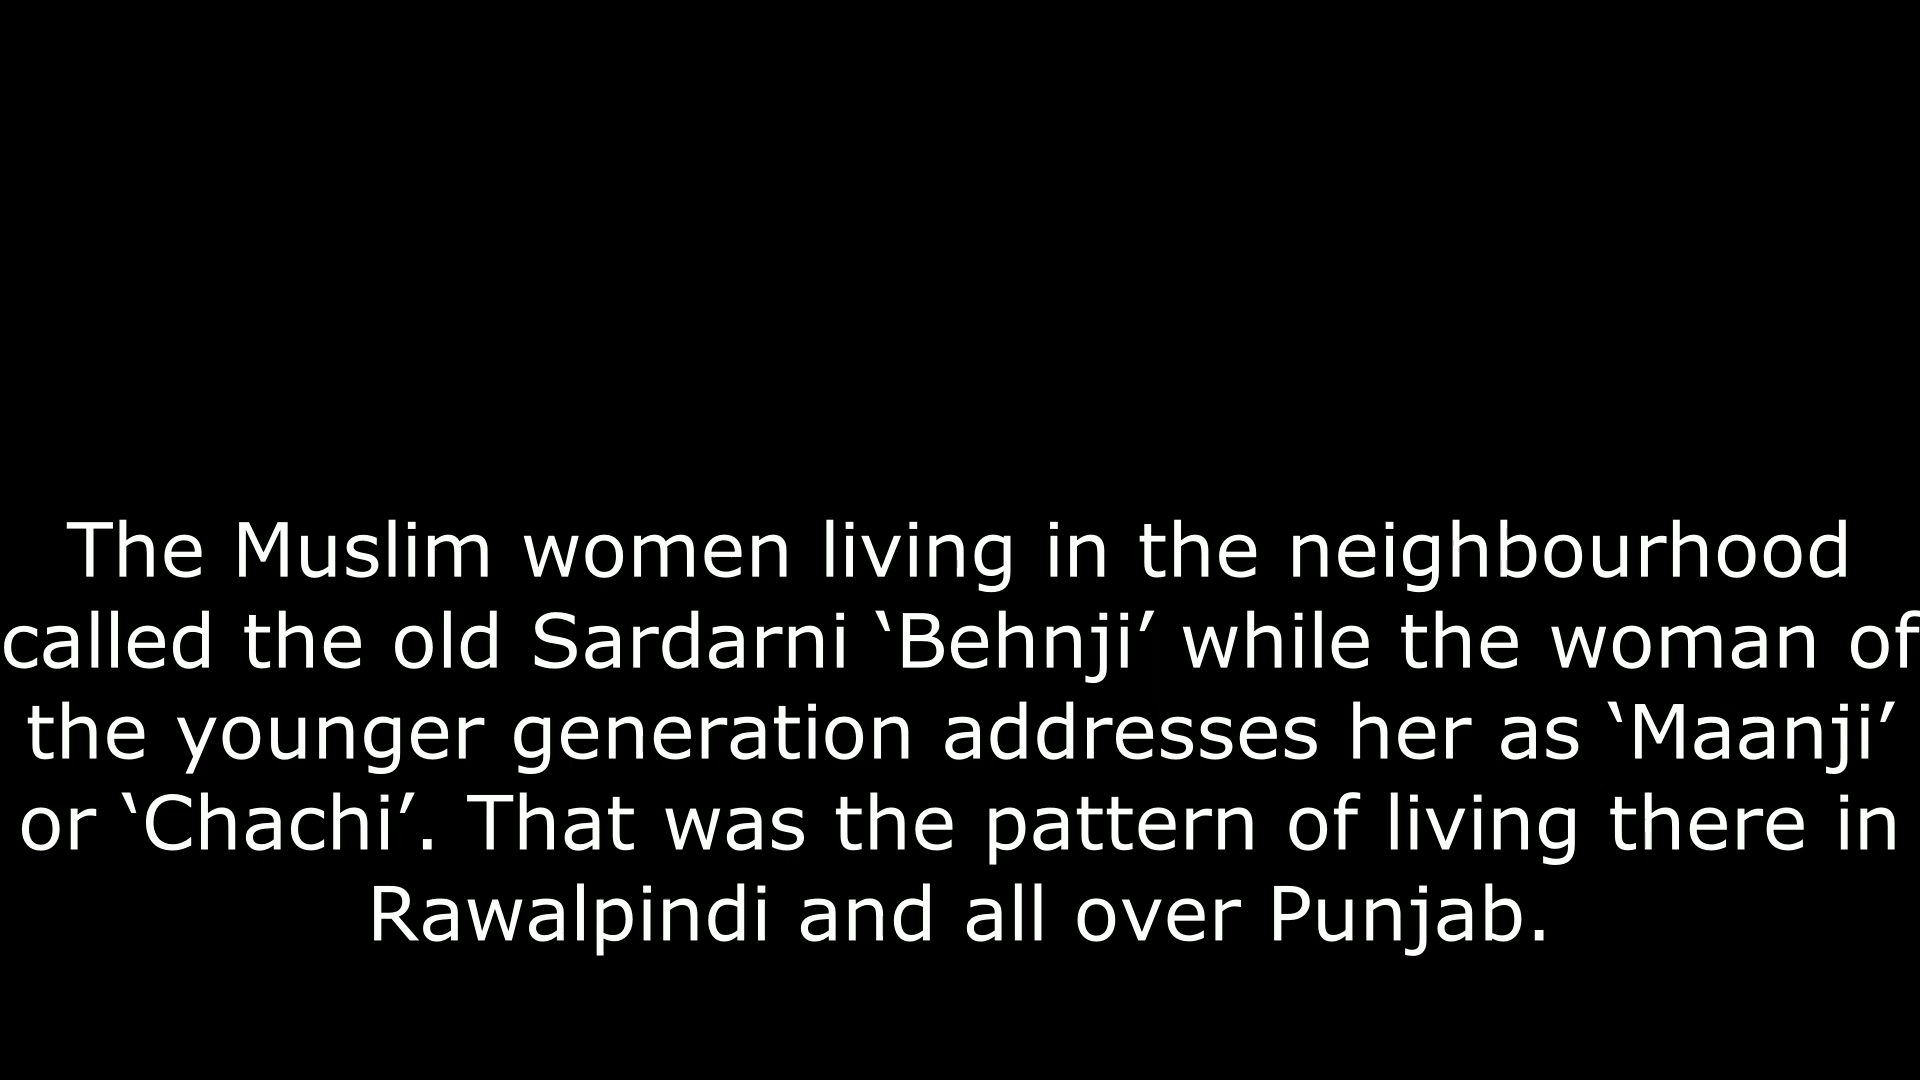 The Muslim women living in the neighbourhood
called the old Sardarni ‘Behnji’ while the woman of
the younger generation addresses her as ‘Maanji’
or ‘Chachi’. That was the pattern of living there in
Rawalpindi and all over Punjab.